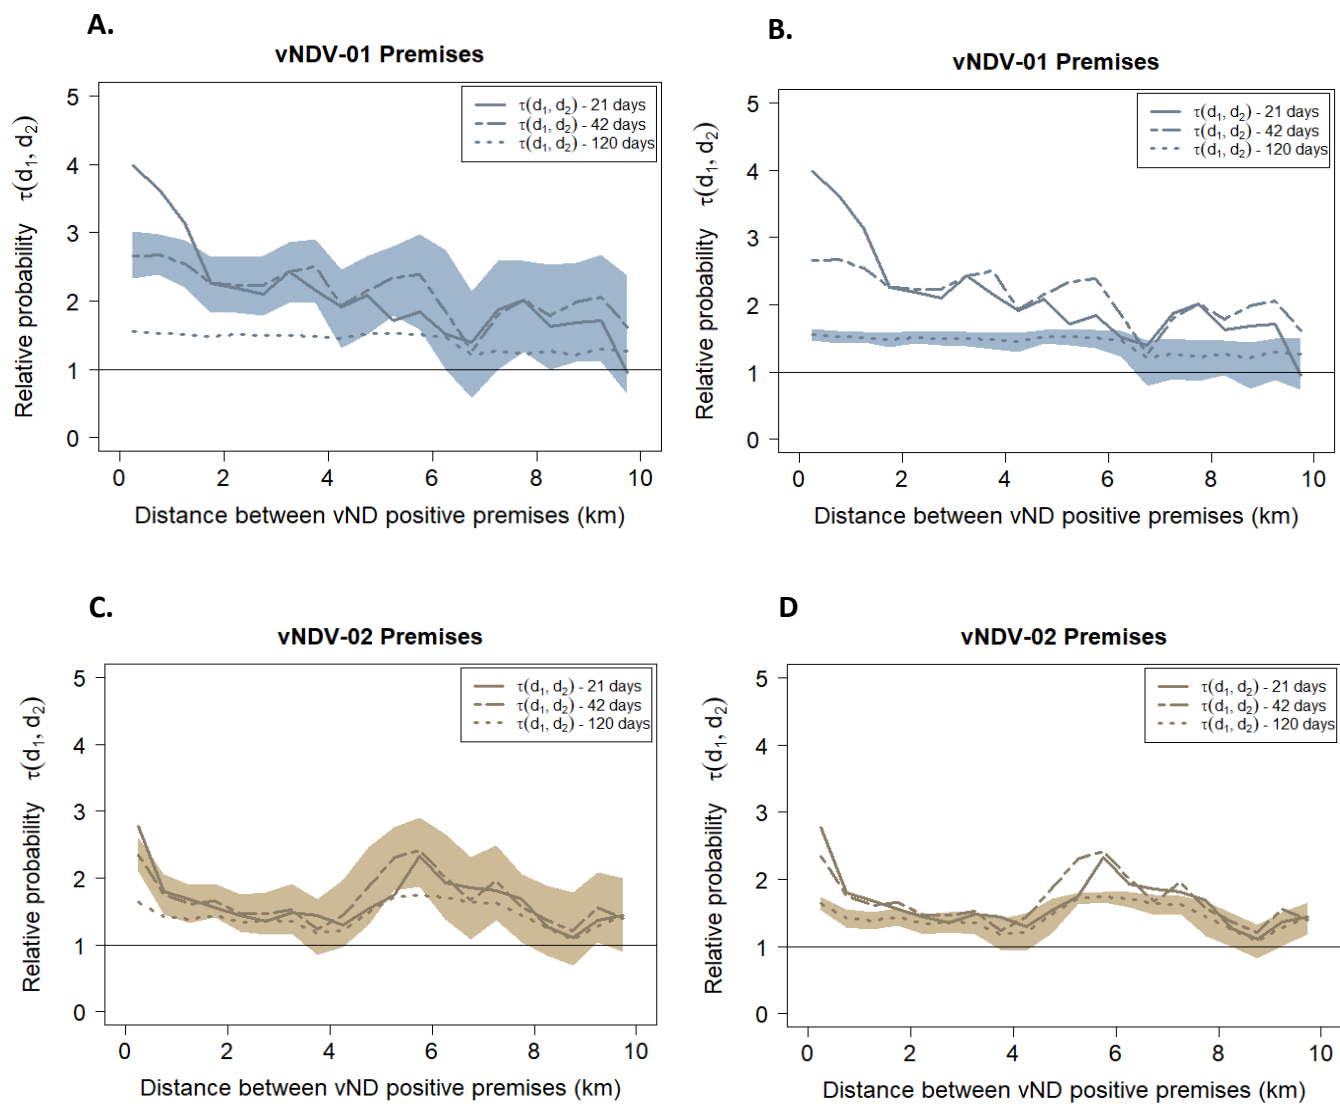 A.
vNDV-01 Premises
Relative probability τ(d1, d2)
5
4
3
2
1
0
τ(d1, d2) - 21 days
τ(d1, d2) - 42 days
τ(d1, d2) - 120 days
0 2 4 6 8 10
Distance between vND positive premises (km)
B.
vNDV-01 Premises
Relative probability τ(d1, d2)
5
4
3
2
1
0
τ(d1, d2) - 21 days
τ(d1, d2) - 42 days
τ(d1, d2) - 120 days
0 2 4 6 8 10
Distance between vND positive premises (km)
C.
vNDV-02 Premises
Relative probability τ(d1, d2)
5
4
3
2
1
0
τ(d1, d2) - 21 days
τ(d1, d2) - 42 days
τ(d1, d2) - 120 days
0 2 4 6 8 10
Distance between vND positive premises (km)
D
vNDV-02 Premises
Relative probability τ(d1, d2)
5
4
3
2
1
0
τ(d1, d2) - 21 days
τ(d1, d2) - 42 days
τ(d1, d2) - 120 days
0 2 4 6 8 10
Distance between vND positive premises (km)